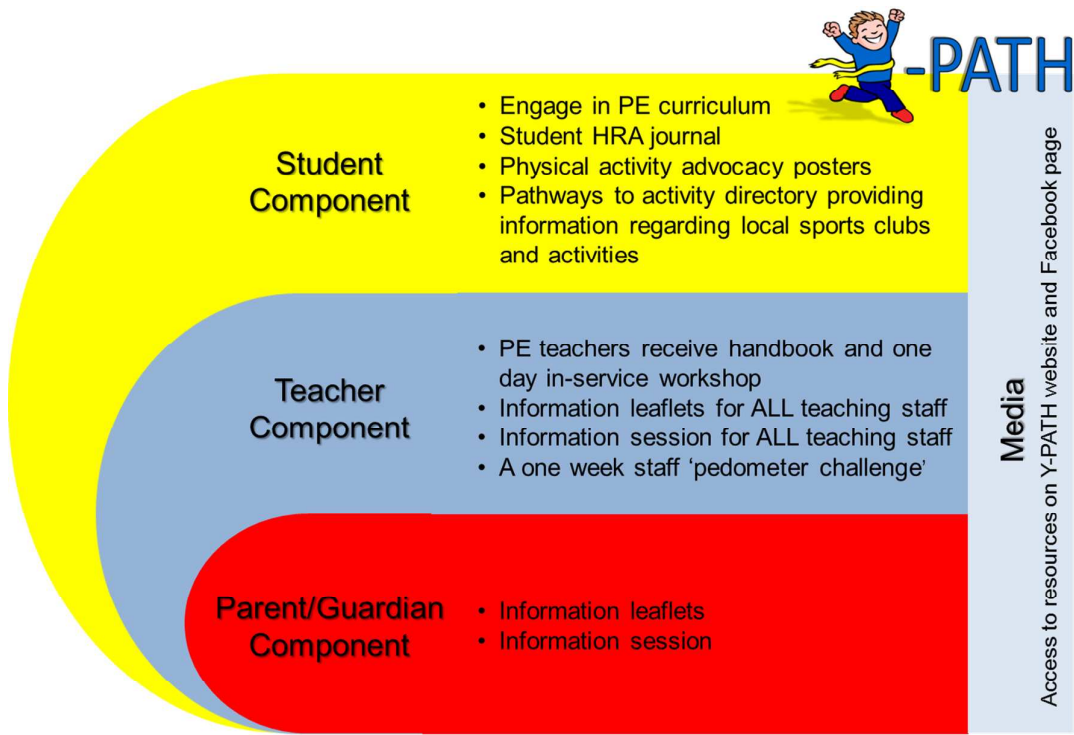 -PATH
Student
Component
• Engage in PE curriculum
• Student HRA journal
• Physical activity advocacy posters
• Pathways to activity directory providing
information regarding local sports clubs
and activities
Teacher
Component
• PE teachers receive handbook and one
day in-service workshop
• Information leaflets for ALL teaching staff
• Information session for ALL teaching staff
• A one week staff ‘pedometer challenge’
Parent/Guardian
Component
• Information leaflets
• Information session
Media
Access to resources on Y-PATH website and Facebook page